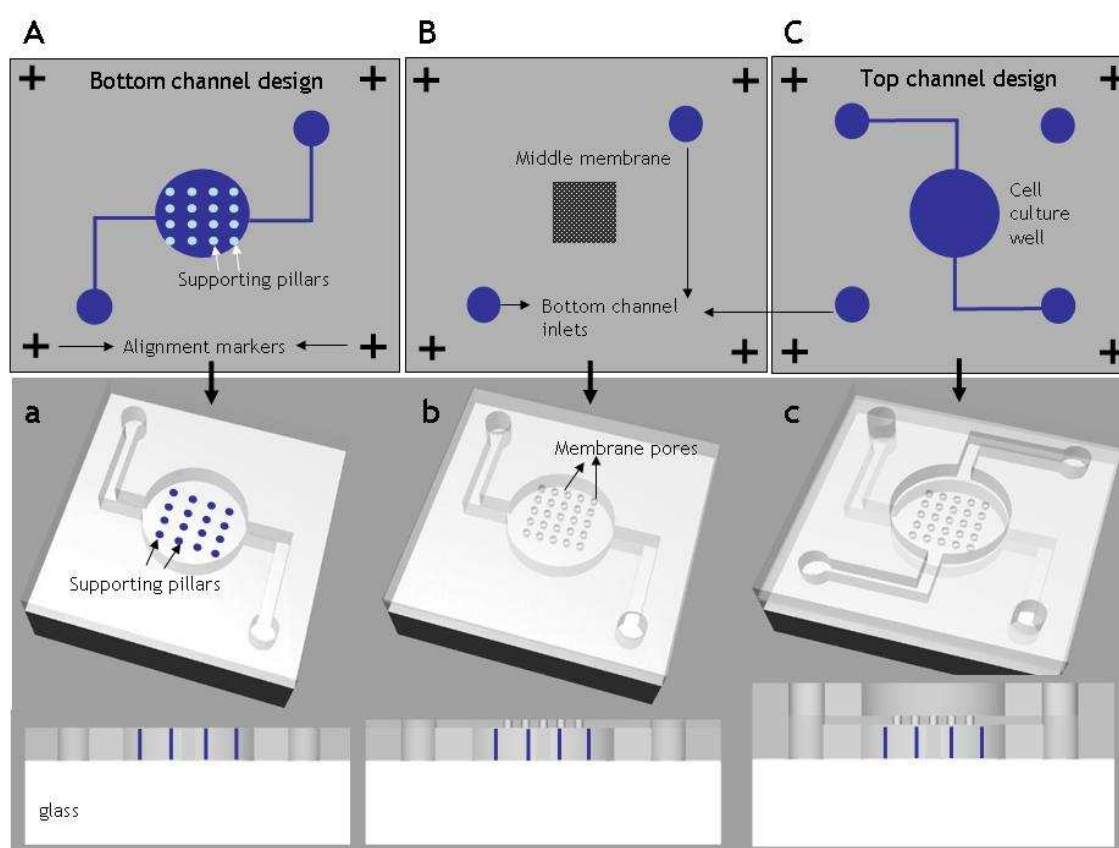 A
B
C
Bottom channel design
Supporting pillars
Alignment markers
Middle membrane
Bottom channel
inlets
Top channel design
Cell
culture
well
a
b
c
Supporting pillars
Membrane pores
glass